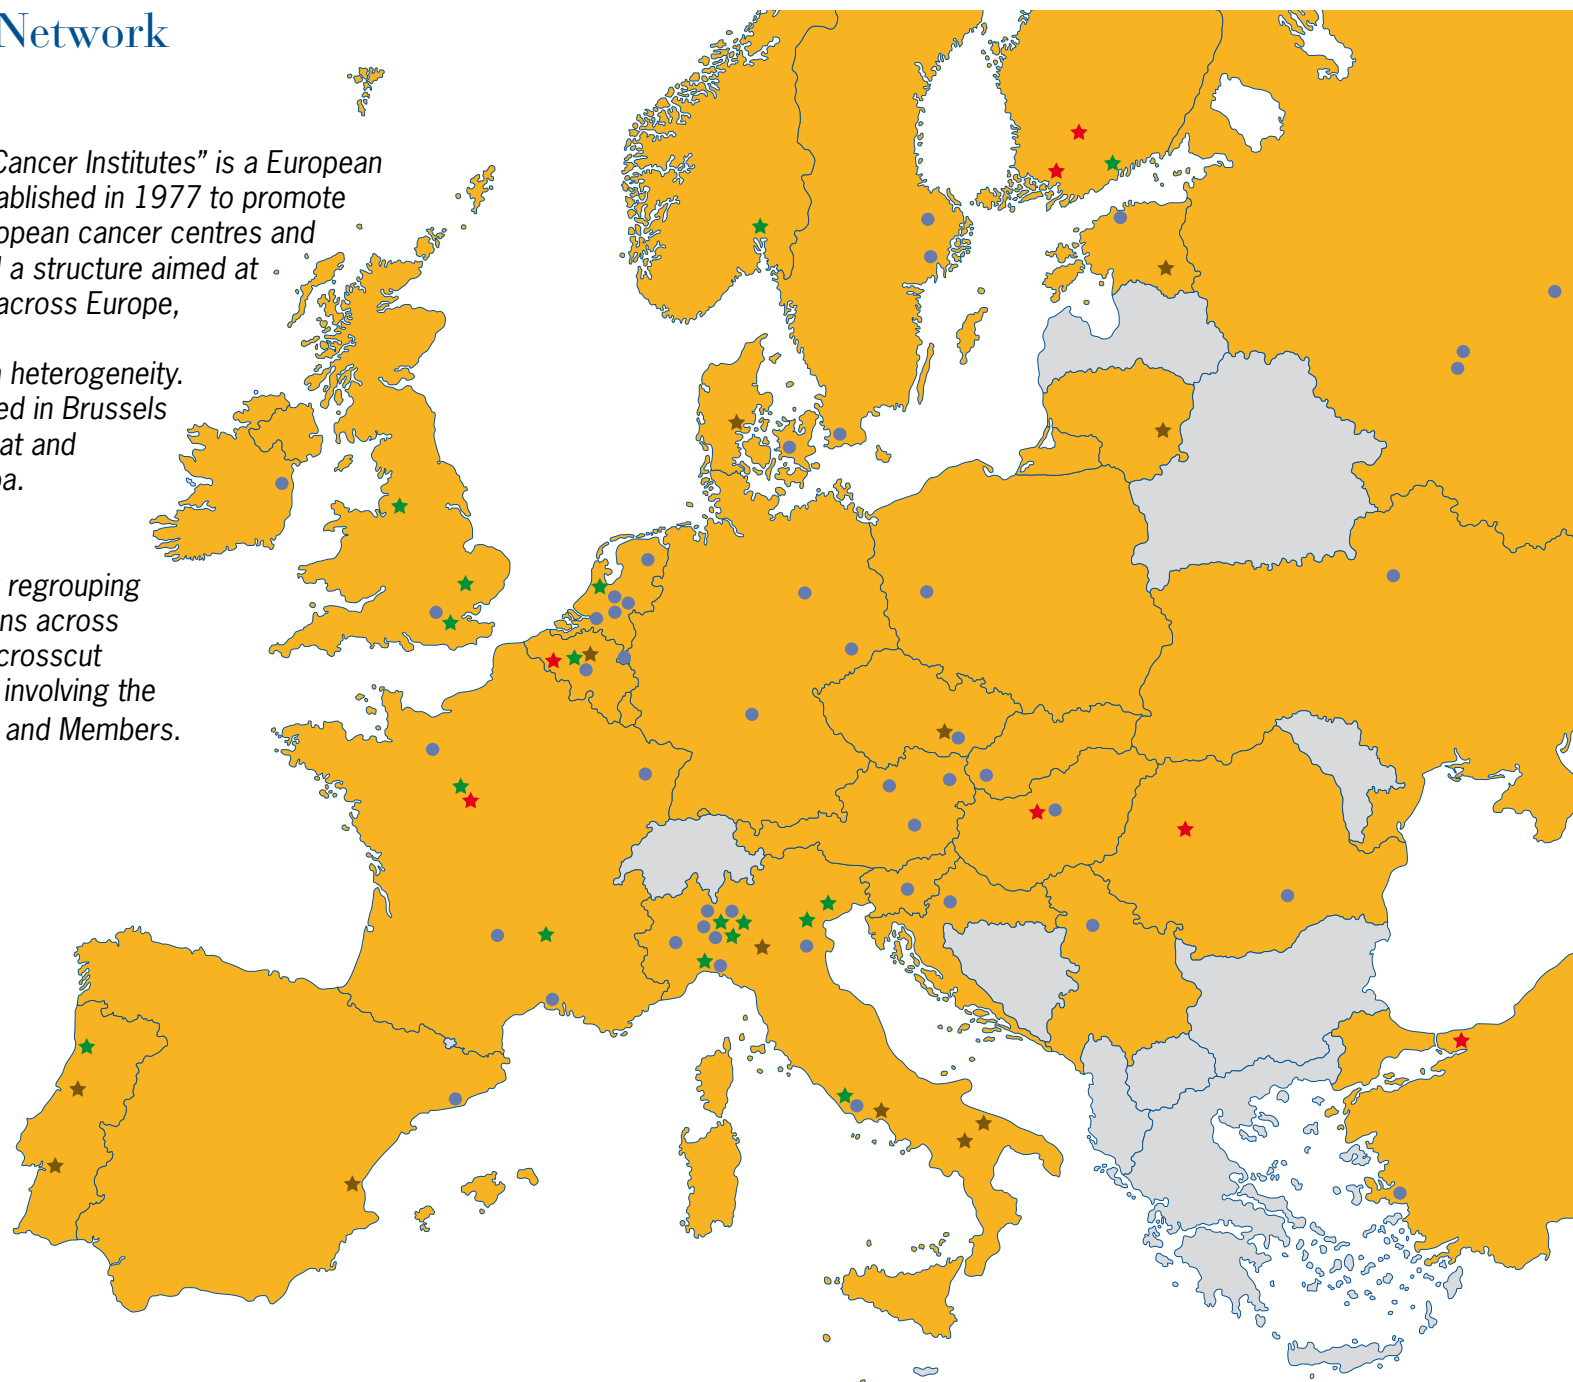 Network
Cancer Institutes” is a European
ablished in 1977 to promote
opean cancer centres and
a structure aimed at
across Europe,
heterogeneity.
ed in Brussels
at and
regrouping
ns across
crosscut
involving the
and Members.